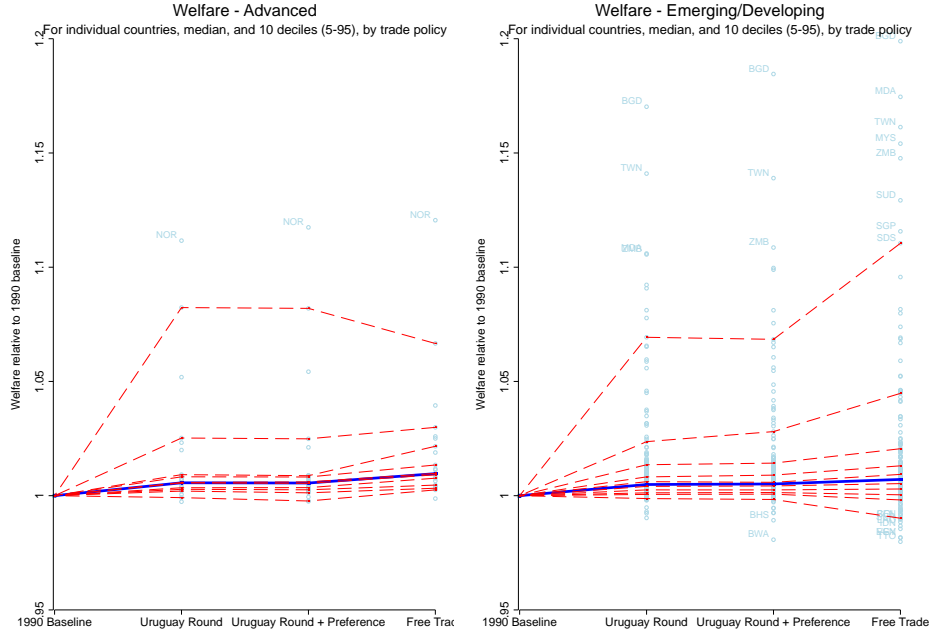 Welfare - Advanced
For individual countries, median, and 10 deciles (5-95), by trade policy
Welfare relative to 1990 baseline
1.2
1.15
1.1
1.05
1
.95
NOR
NOR
NOR
1990 Baseline
Uruguay Round
Uruguay Round + Preference
Free Trad
Welfare - Emerging/Developing
For individual countries, median, and 10 deciles (5-95), by trade policy
Welfare relative to 1990 baseline
1.2
1.15
1.1
1.05
1
.95
BGD
TWN
BGD
TWN
ZMB
BHS
BWA
MDA
TWN
MYS
ZMB
SUD
SGP
SDS
TTO
1990 Baseline
Uruguay Round
Uruguay Round + Preference
Free Trade